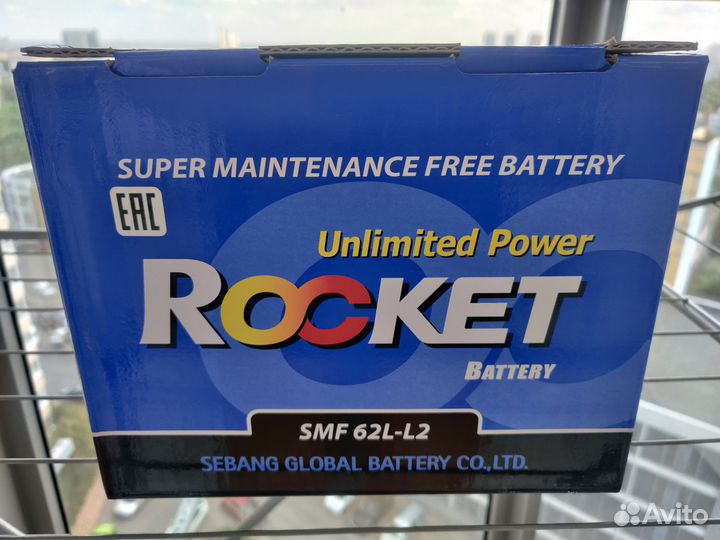 SUPER MAINTENANCE FREE BATTERY
EAC
Unlimited Power
ROCKET
BATTERY
SMF 62L-L2
SEBANG GLOBAL BATTERY CO.,LTD.
Avito